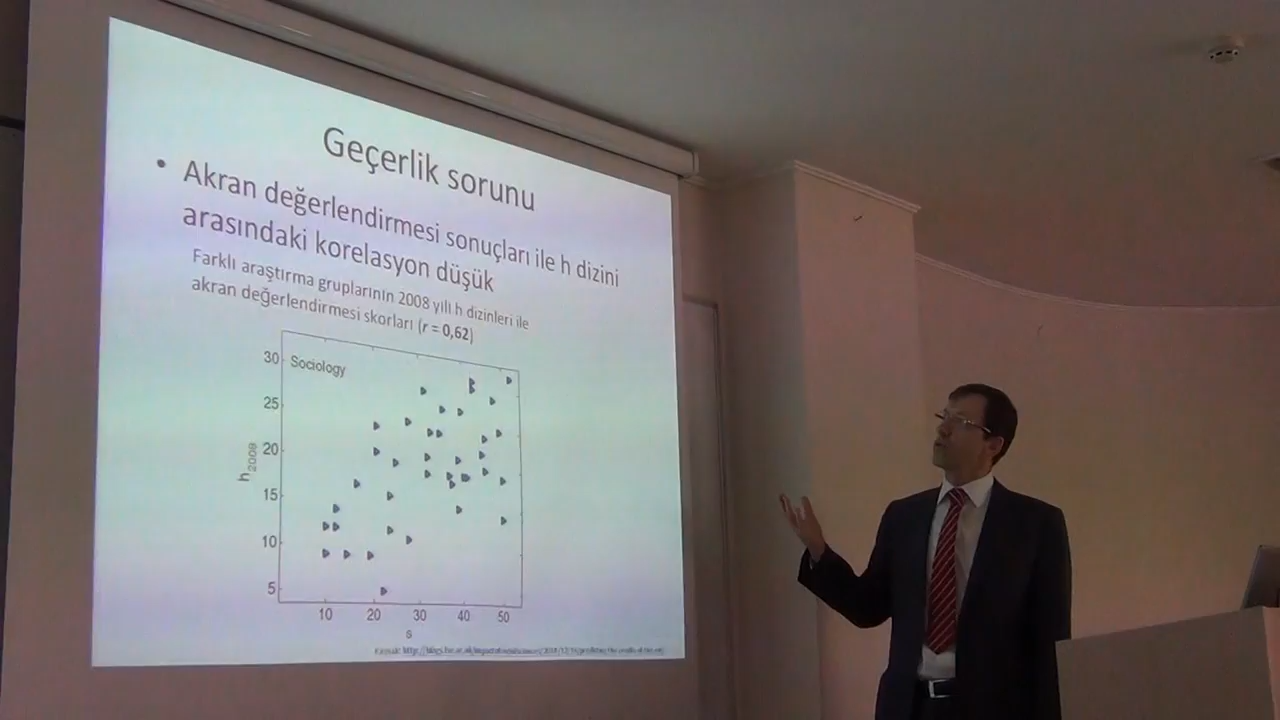 Geçerlik sorunu
• Akran değerlendirmesi sonuçları ile h dizini
arasındaki korelasyon düşük
Farklı araştırma gruplarının 2008 yılı h dizinleri ile
akran değerlendirmesi skorları (r = 0,62)
Sociology
30
25
20
15
10
5
h2008
10 20 30 40 50
s